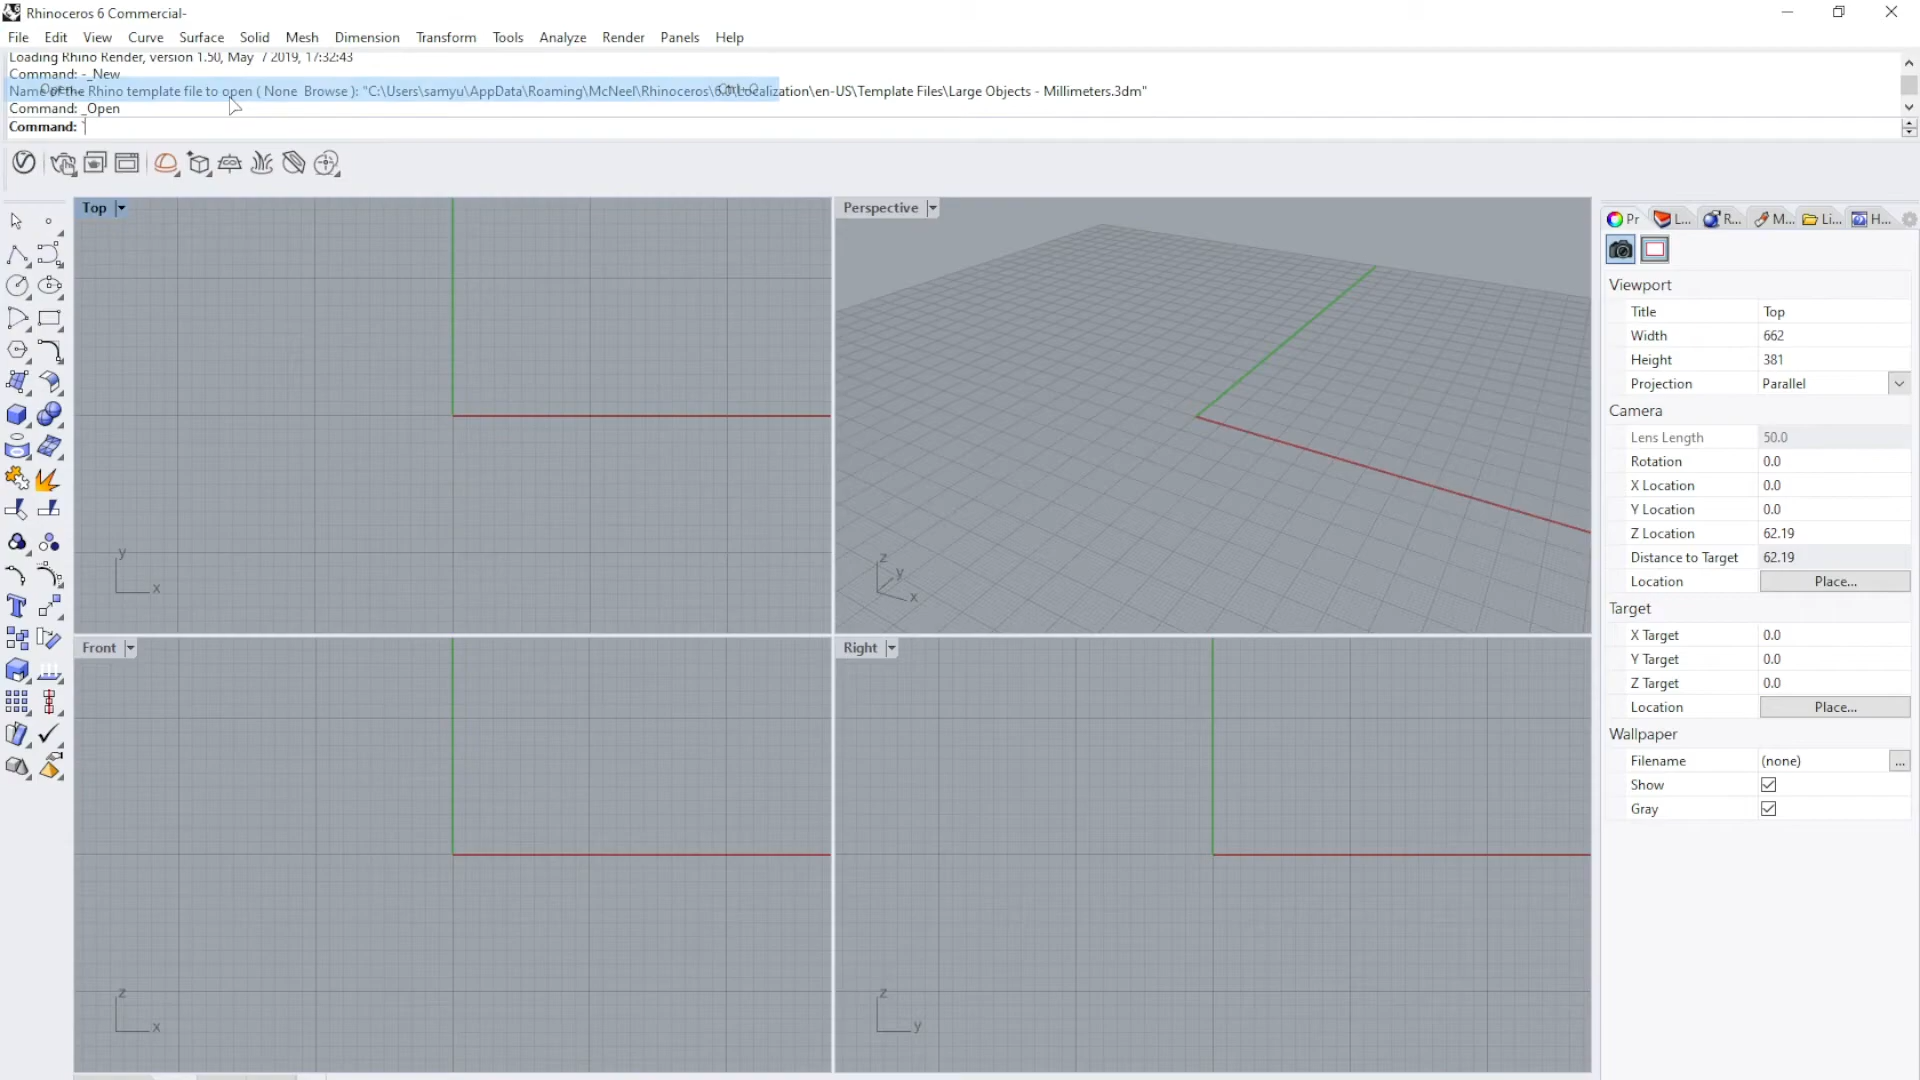 Rhinoceros 6 Commercial-
File Edit View Curve Surface Solid Mesh Dimension Transform Tools Analyze Render Panels Help
Loading Rhino Render, version 1.50, May 7 2019, 17:32:43
Command: -_New
Name of the Rhino template file to open ( None Browse ): "C:\Users\samyu\AppData\Roaming\McNeel\Rhinoceros\6.0\Localization\en-US\Template Files\Large Objects - Millimeters.3dm"
Open... Ctrl+O
Command: _Open
Command:
Top
Perspective
Pr L... R... M... Li... H...
Viewport
Title Top
Width 662
Height 381
Projection Parallel
Camera
Lens Length 50.0
Rotation 0.0
X Location 0.0
Y Location 0.0
Z Location 62.19
Distance to Target 62.19
Location Place...
Target
X Target 0.0
Y Target 0.0
Z Target 0.0
Location Place...
Wallpaper
Filename (none) ...
Show
Gray
y
x
z
y
x
Front
Right
z
x
z
y